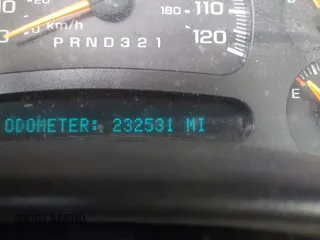 180 110
km/h
PRND321
120
E
ODOMETER: 232531 MI